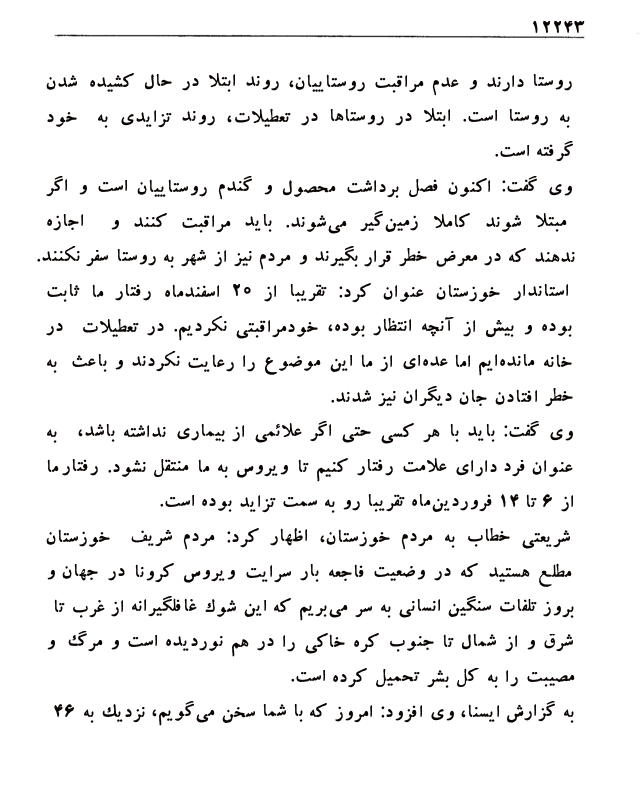 ۱۲۲۴۳
روستا دارند و عدم مراقبت روستاییان، روند ابتلا در حال کشیده شدن
به روستا است. ابتلا در روستاها در تعطیلات، روند تزایدی به خود
گرفته است.
وی گفت: اکنون فصل برداشت محصول و گندم روستاییان است و اگر
مبتلا شوند کاملا زمین‌گیر می‌شوند. باید مراقبت کنند و اجازه
ندهند که در معرض خطر قرار بگیرند و مردم نیز از شهر به روستا سفر نکنند.
استاندار خوزستان عنوان کرد: تقریبا از ۲۵ اسفندماه رفتار ما ثابت
بوده و بیش از آنچه انتظار بوده، خودمراقبتی نکردیم. در تعطیلات در
خانه مانده‌ایم اما عده‌ای از ما این موضوع را رعایت نکردند و باعث به
خطر افتادن جان دیگران نیز شدند.
وی گفت: باید با هر کسی حتی اگر علائمی از بیماری نداشته باشد، به
عنوان فرد دارای علامت رفتار کنیم تا ویروس به ما منتقل نشود. رفتار ما
از ۶ تا ۱۴ فروردین‌ماه تقریبا رو به سمت تزاید بوده است.
شریعتی خطاب به مردم خوزستان، اظهار کرد: مردم شریف خوزستان
مطلع هستید که در وضعیت فاجعه بار سرایت ویروس کرونا در جهان و
بروز تلفات سنگین انسانی به سر می‌بریم که این شوك غافلگیرانه از غرب تا
شرق و از شمال تا جنوب کره خاکی را در هم نوردیده است و مرگ و
مصیبت را به کل بشر تحمیل کرده است.
به گزارش ایسنا، وی افزود: امروز که با شما سخن می‌گویم، نزدیك به ۴۶